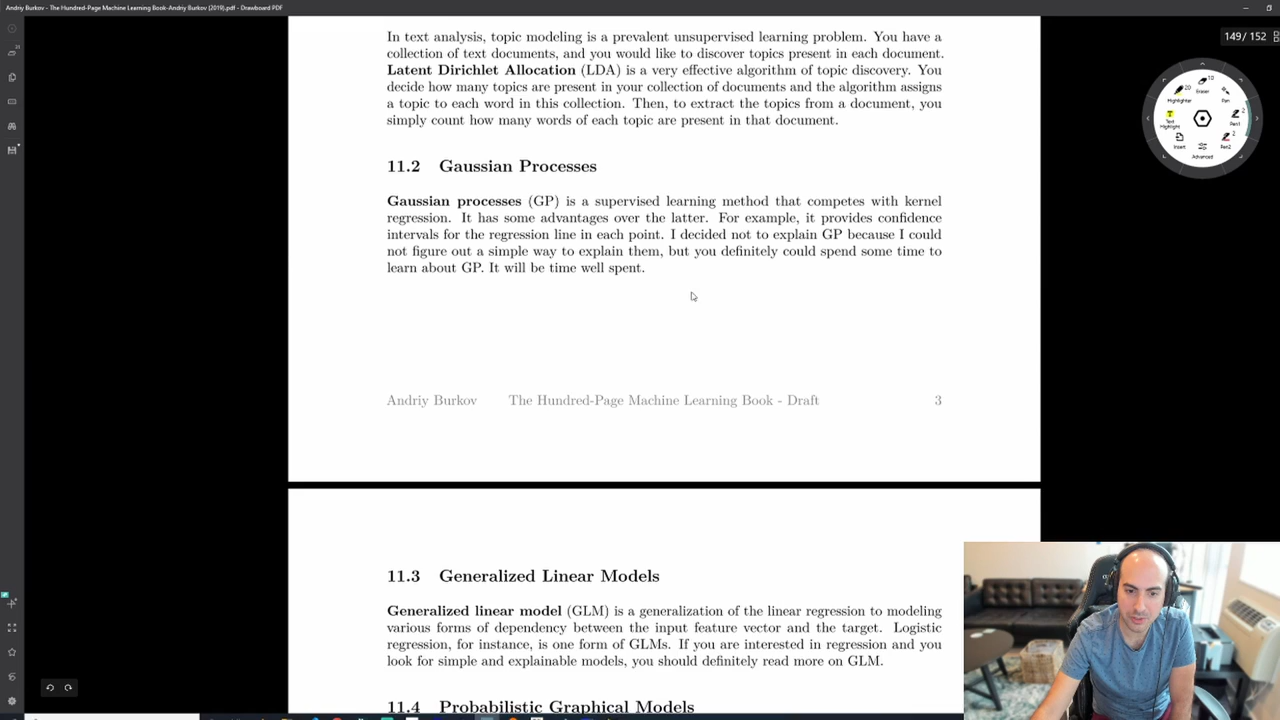 Andriy Burkov - The Hundred-Page Machine Learning Book-Andriy Burkov (2019).pdf - Drawboard PDF
149/ 152
In text analysis, topic modeling is a prevalent unsupervised learning problem. You have a
collection of text documents, and you would like to discover topics present in each document.
Latent Dirichlet Allocation (LDA) is a very effective algorithm of topic discovery. You
decide how many topics are present in your collection of documents and the algorithm assigns
a topic to each word in this collection. Then, to extract the topics from a document, you
simply count how many words of each topic are present in that document.
11.2 Gaussian Processes
Gaussian processes (GP) is a supervised learning method that competes with kernel
regression. It has some advantages over the latter. For example, it provides confidence
intervals for the regression line in each point. I decided not to explain GP because I could
not figure out a simple way to explain them, but you definitely could spend some time to
learn about GP. It will be time well spent.
Andriy Burkov The Hundred-Page Machine Learning Book - Draft 3
11.3 Generalized Linear Models
Generalized linear model (GLM) is a generalization of the linear regression to modeling
various forms of dependency between the input feature vector and the target. Logistic
regression, for instance, is one form of GLMs. If you are interested in regression and you
look for simple and explainable models, you should definitely read more on GLM.
11.4 Probabilistic Graphical Models
Eraser
Highlighter
Pen
Text
Highlight
Pen1
Insert
Pen2
Advanced